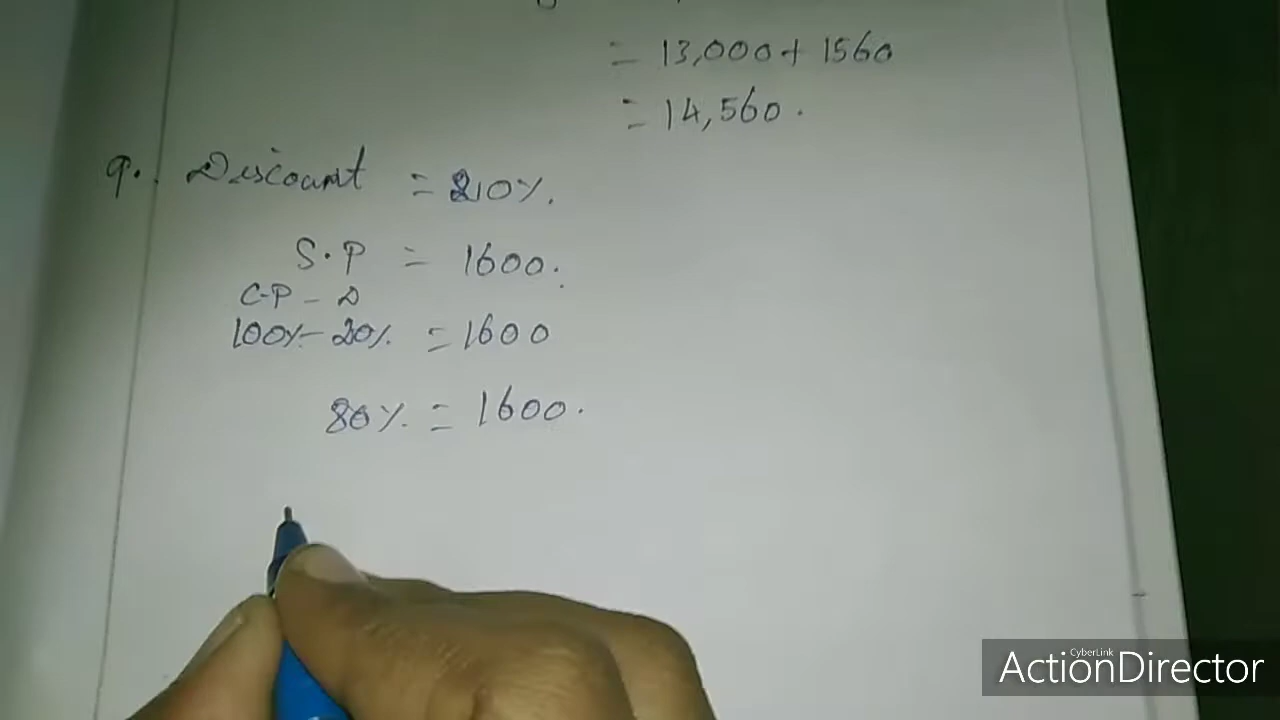 = 13,000 + 1560
= 14,560.
9. Discount = 20%.
S.P = 1600.
C.P - D
100% - 20% = 1600
80% = 1600.
CyberLink
ActionDirector